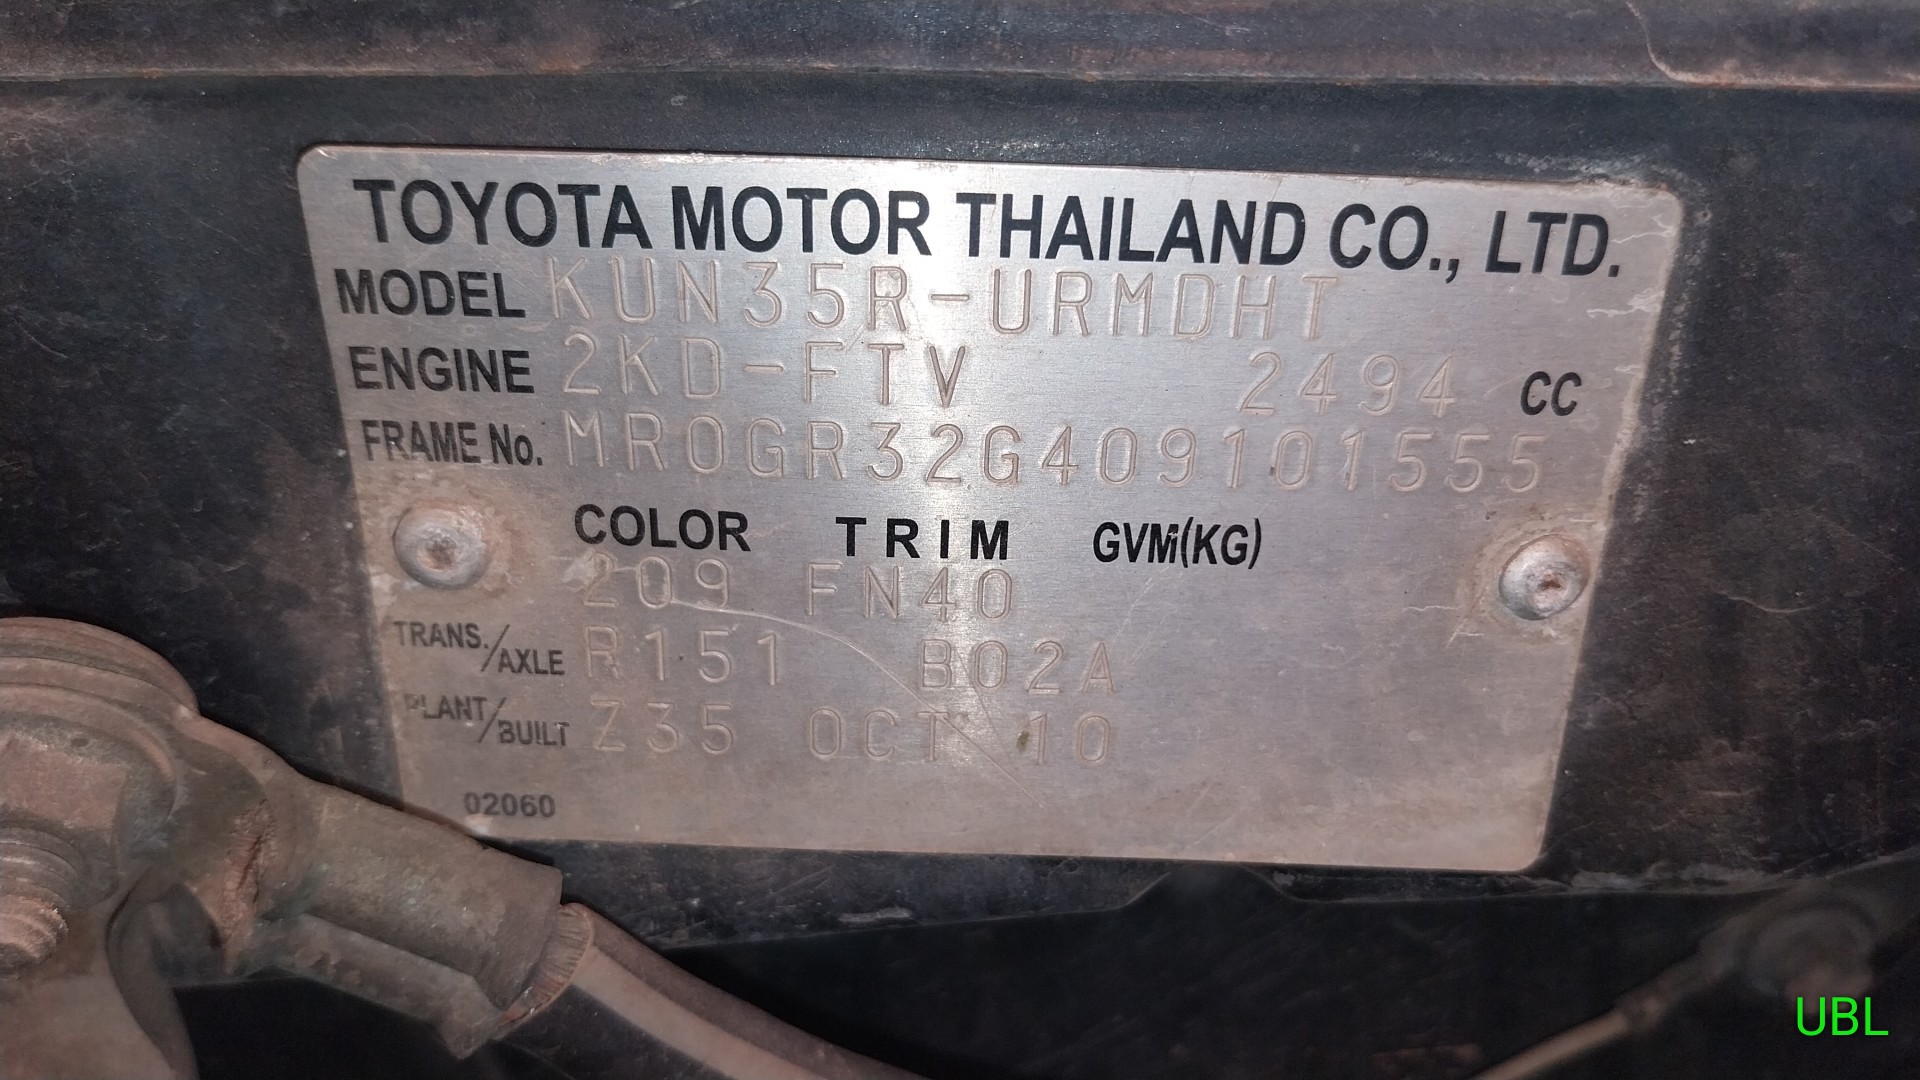 TOYOTA MOTOR THAILAND CO., LTD.
MODEL KUN35R-URMDHT
ENGINE 2KD-FTV 2494 CC
FRAME No. MR0GR32G409101555
COLOR TRIM GVM(KG)
209 FN40
TRANS./AXLE R151 B02A
PLANT/BUILT Z35 OCT 10
02060
UBL